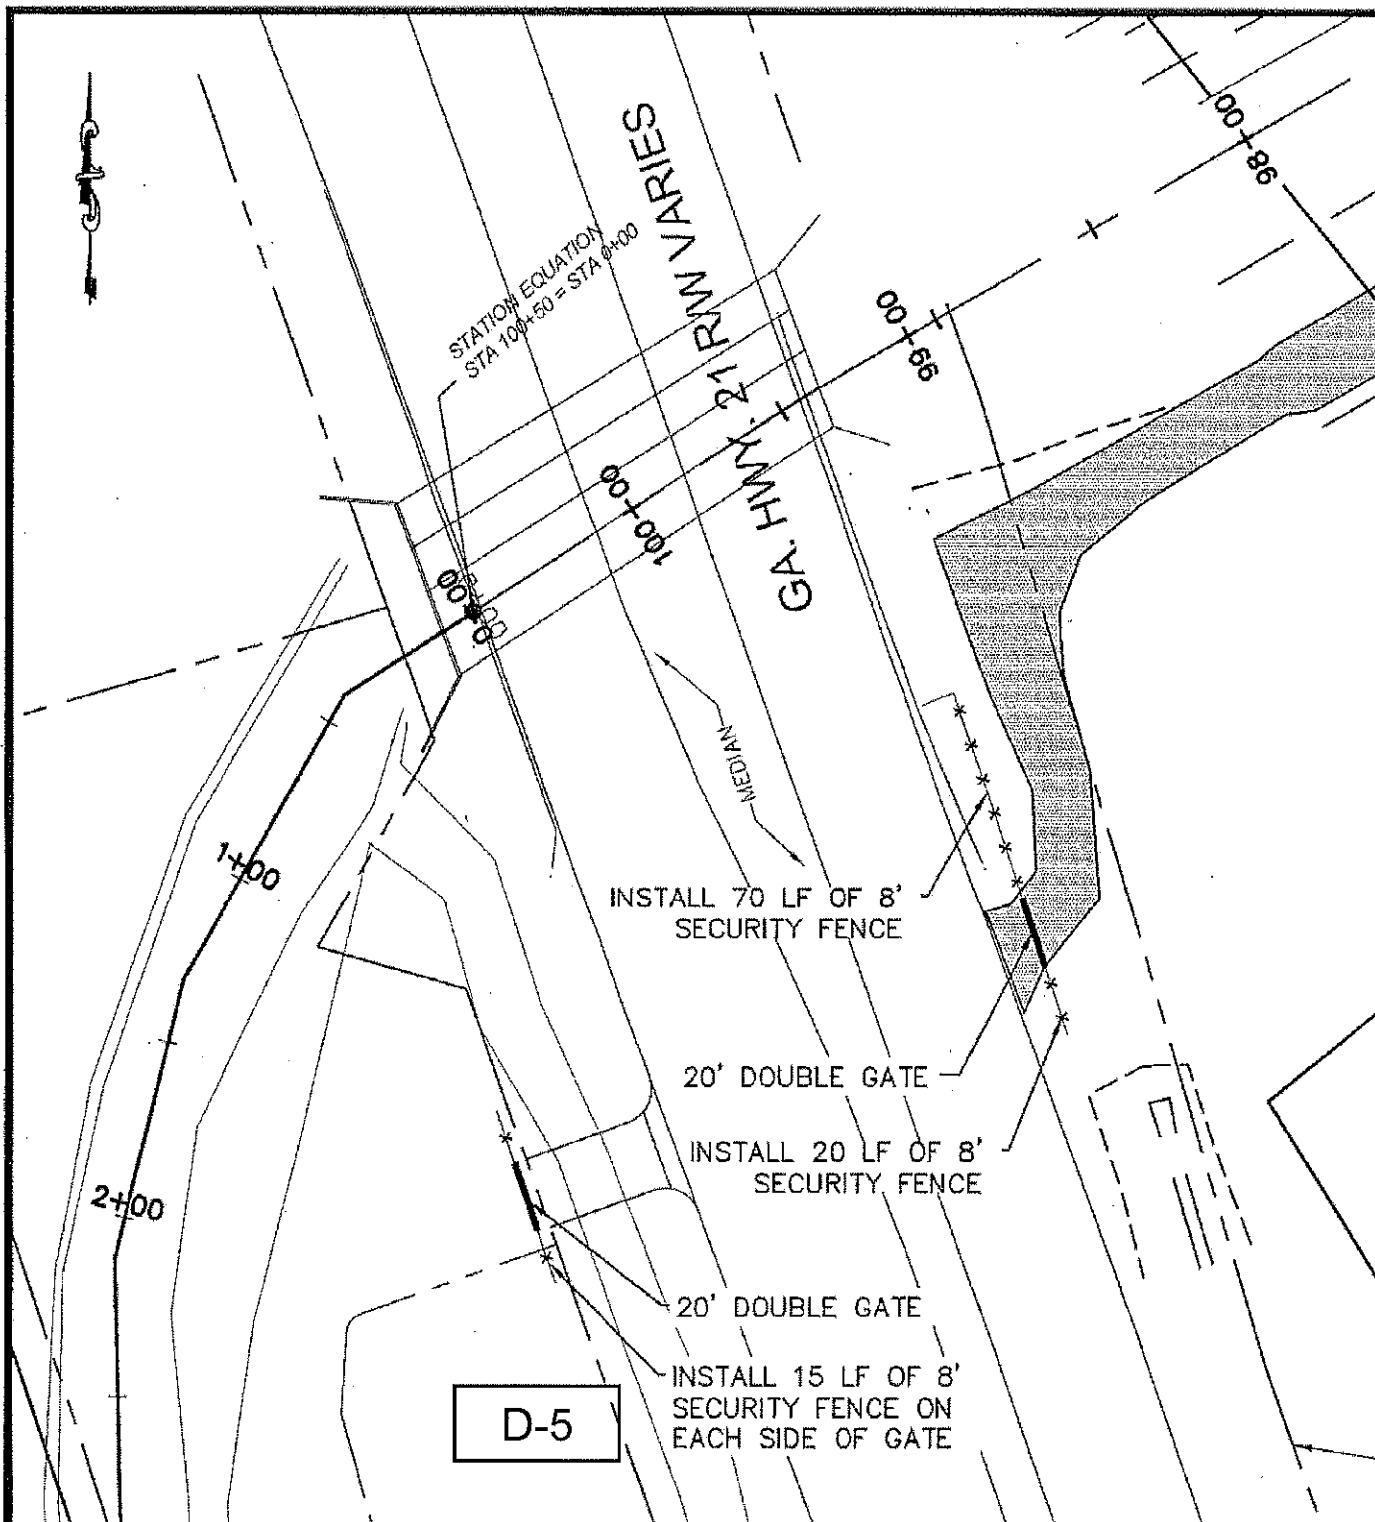 98+00
99+00
GA. HWY. 21 R/W VARIES
STATION EQUATION
STA 100+50 = STA 0+00
100+00
0+00
MEDIAN
1+00
INSTALL 70 LF OF 8'
SECURITY FENCE
20' DOUBLE GATE
INSTALL 20 LF OF 8'
SECURITY FENCE
2+00
20' DOUBLE GATE
INSTALL 15 LF OF 8'
SECURITY FENCE ON
EACH SIDE OF GATE
D-5